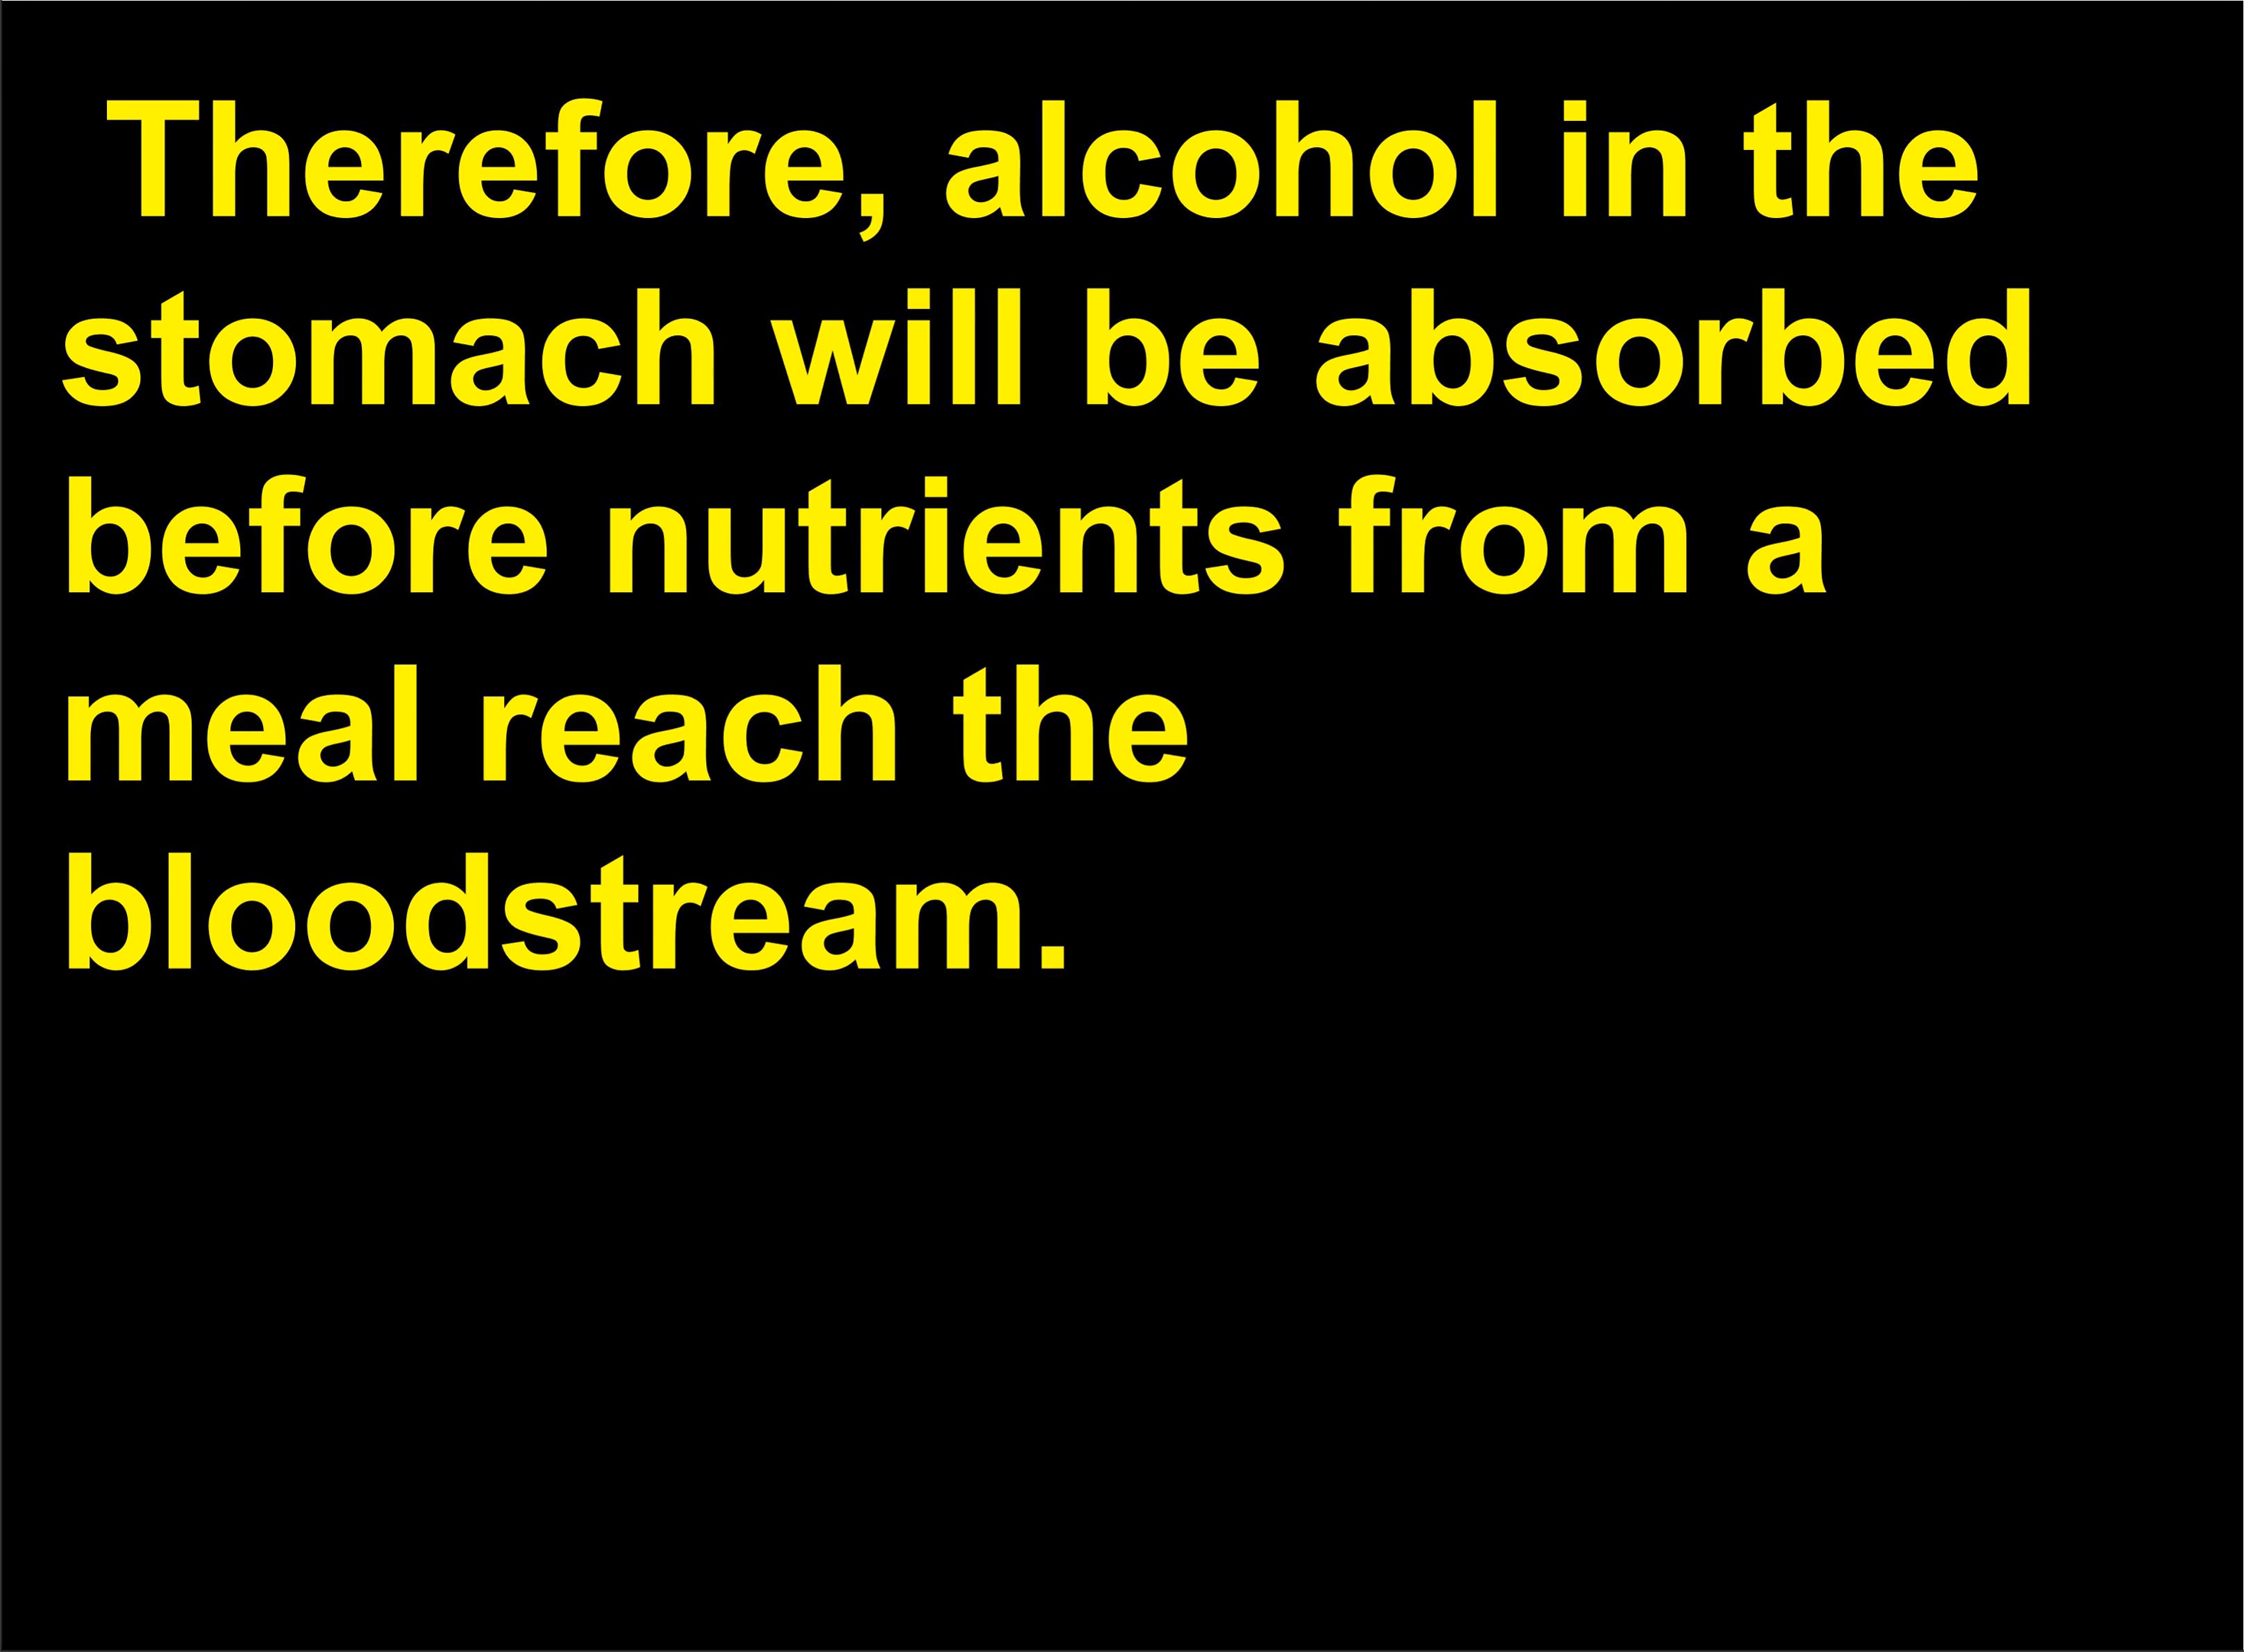 Therefore, alcohol in the
stomach will be absorbed
before nutrients from a
meal reach the
bloodstream.